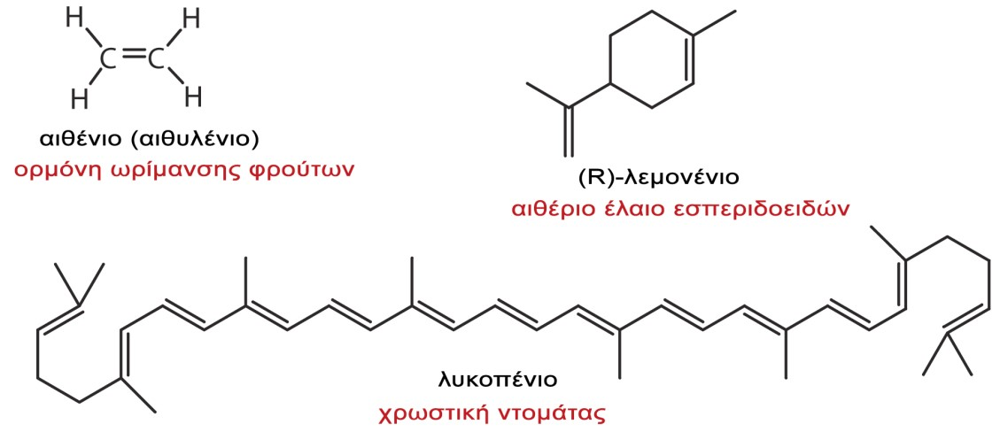 H H
C=C
H H
αιθένιο (αιθυλένιο)
ορμόνη ωρίμανσης φρούτων
(R)-λεμονένιο
αιθέριο έλαιο εσπεριδοειδών
λυκοπένιο
χρωστική ντομάτας